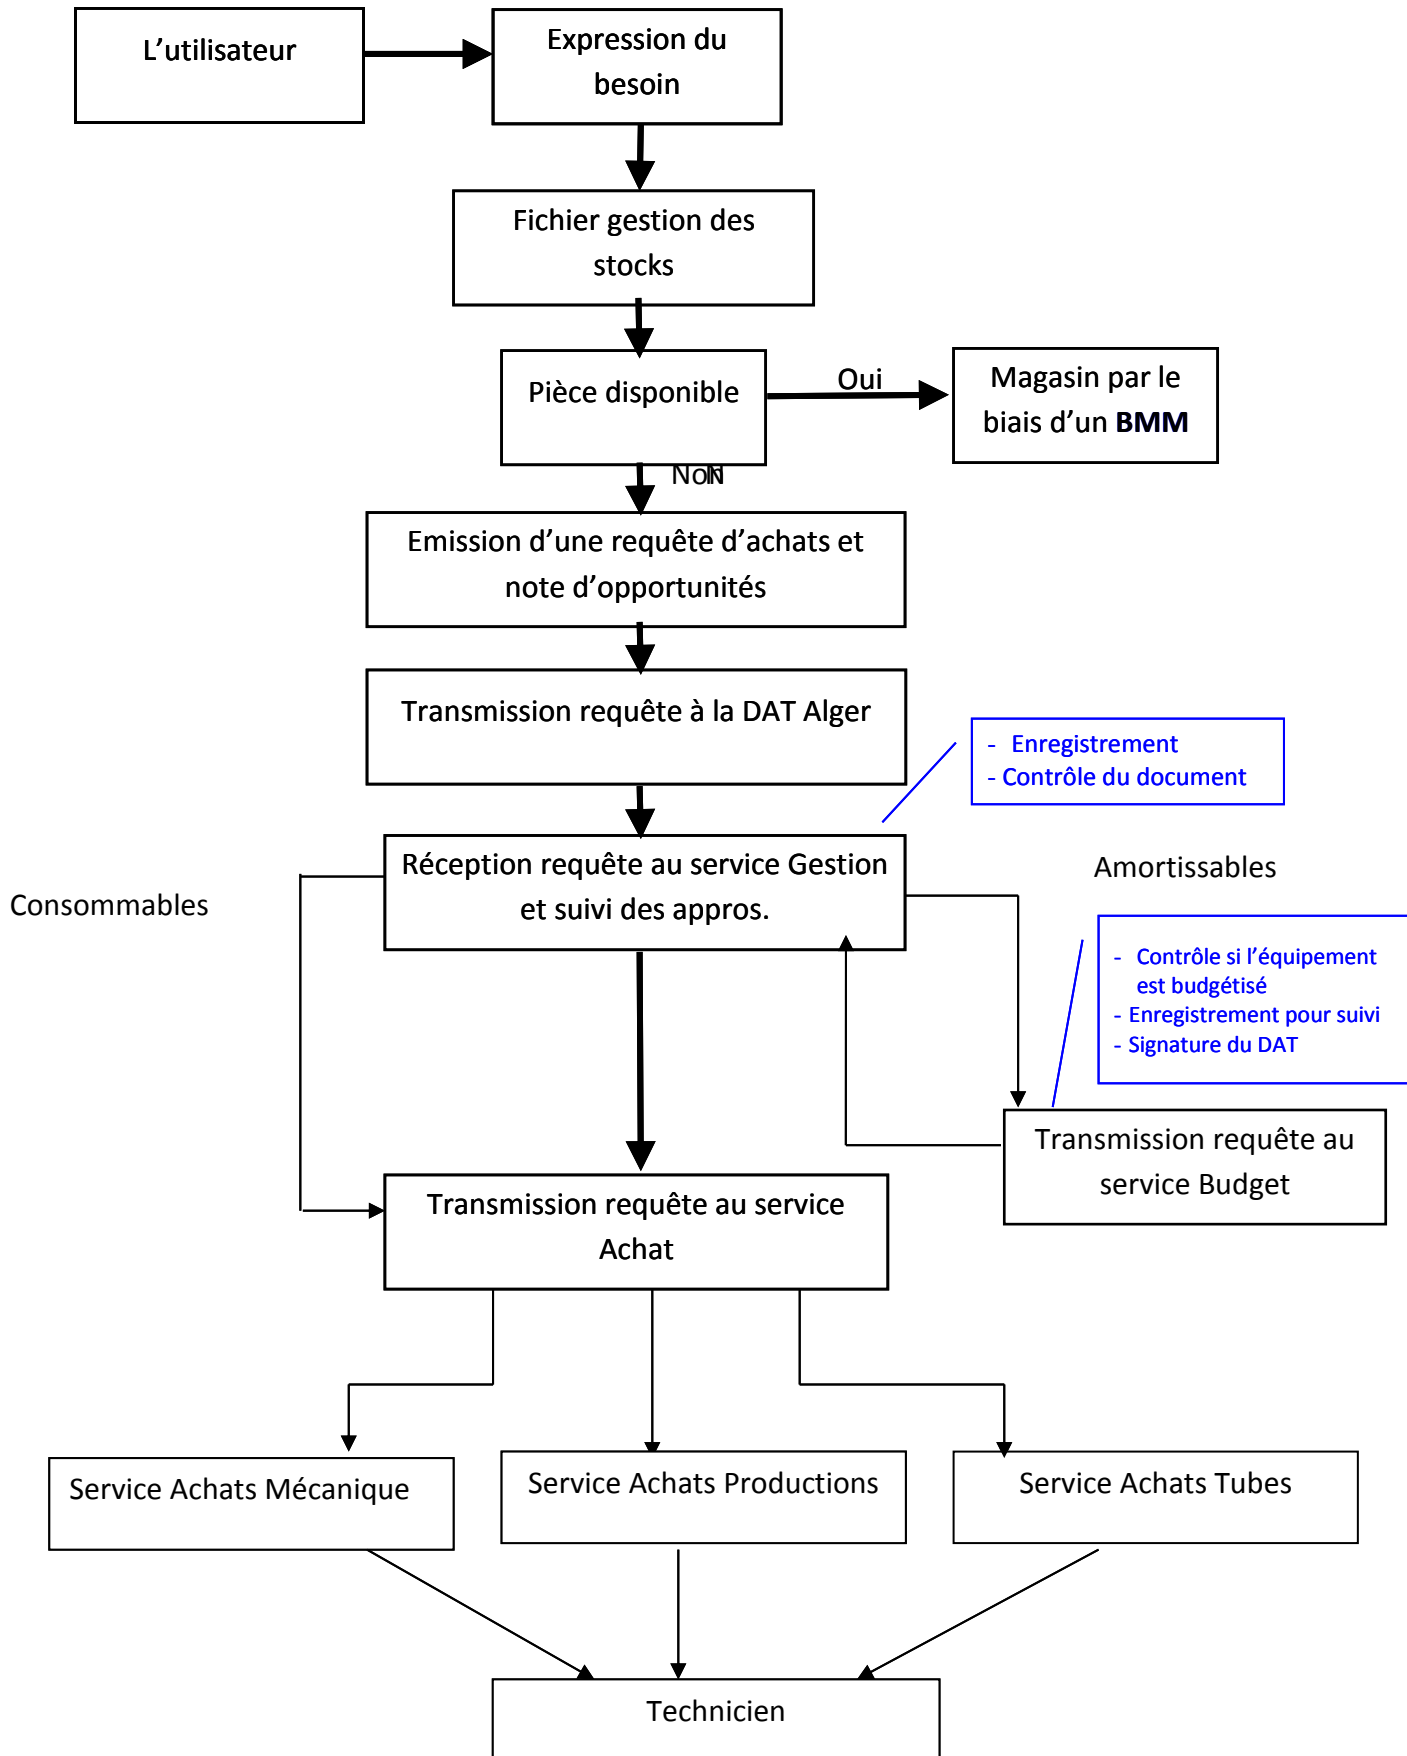 L’utilisateur
Expression du
besoin
Fichier gestion des
stocks
Pièce disponible
Oui
Magasin par le
biais d’un BMM
Non
Emission d’une requête d’achats et
note d’opportunités
Transmission requête à la DAT Alger
- Enregistrement
- Contrôle du document
Réception requête au service Gestion
et suivi des appros.
Amortissables
Consommables
- Contrôle si l’équipement
est budgétisé
- Enregistrement pour suivi
- Signature du DAT
Transmission requête au
service Budget
Transmission requête au service
Achat
Service Achats Mécanique
Service Achats Productions
Service Achats Tubes
Technicien